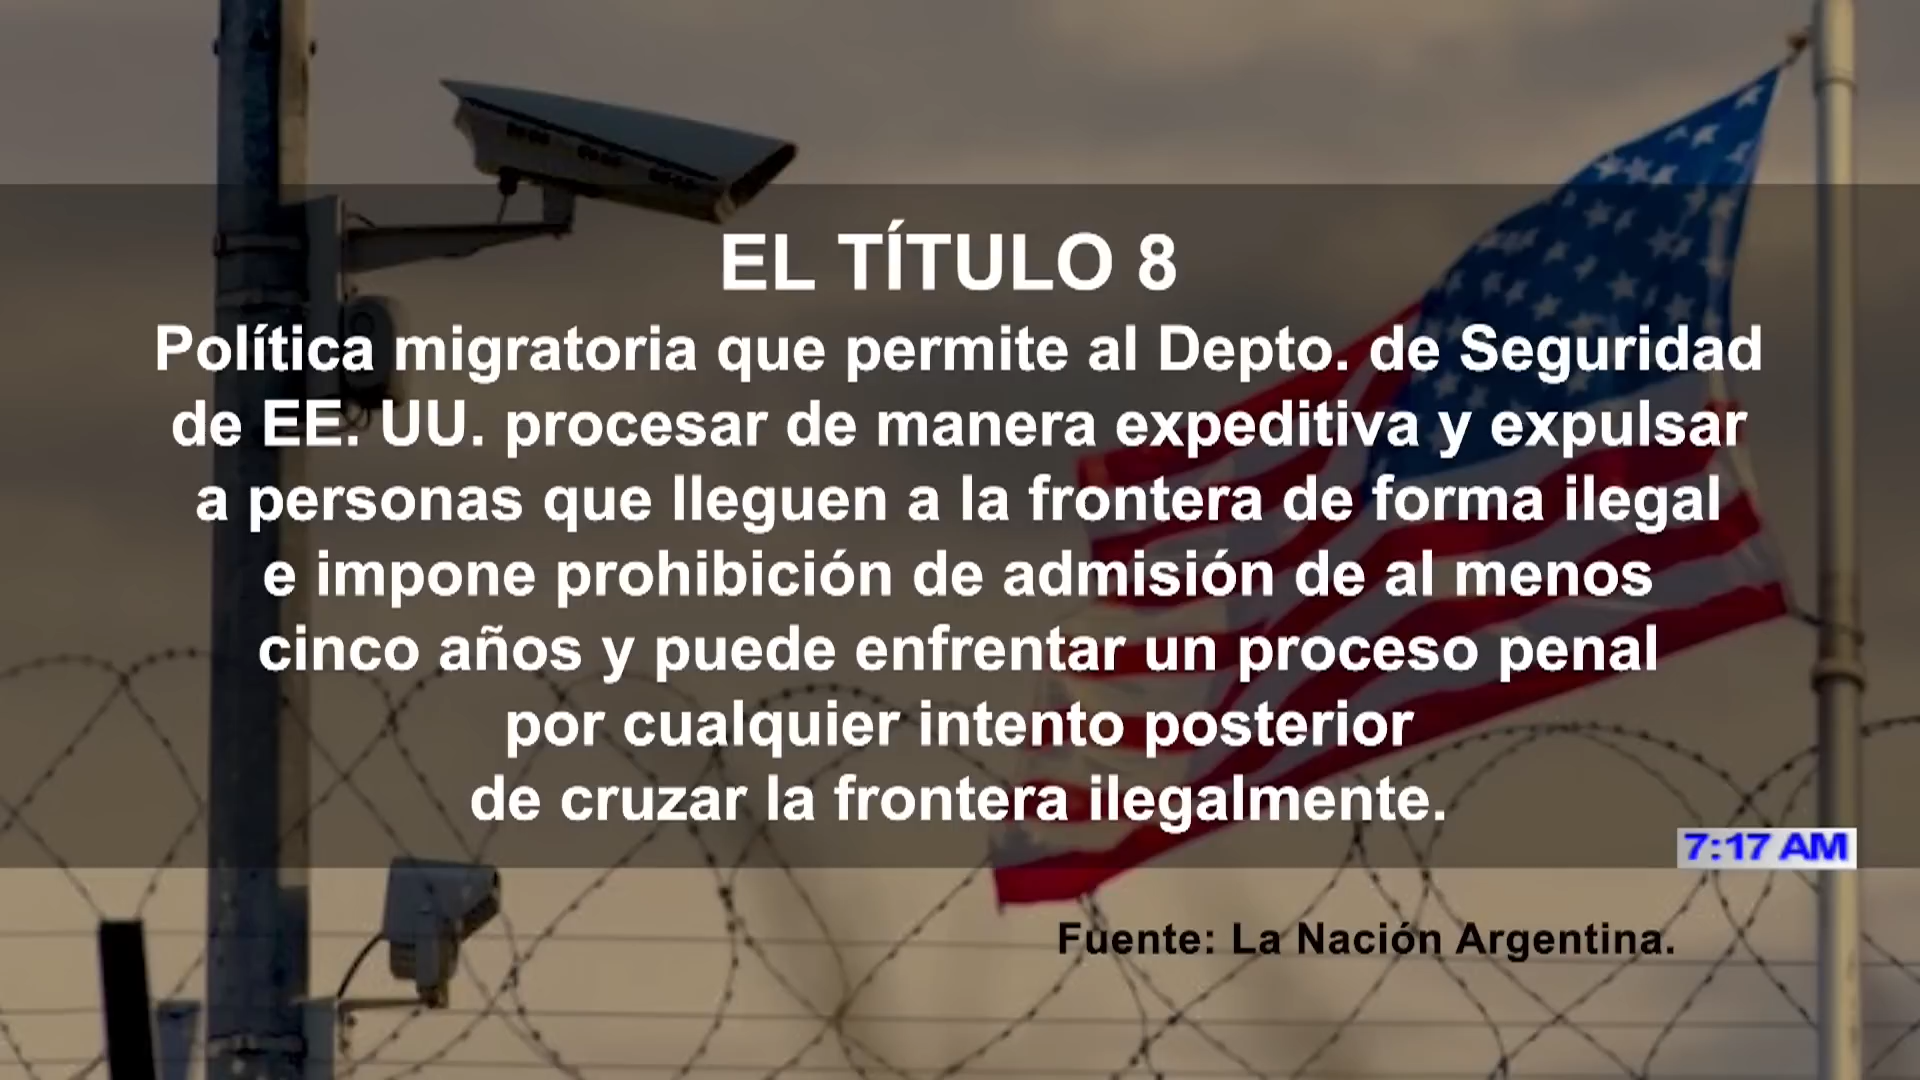 EL TÍTULO 8
Política migratoria que permite al Depto. de Seguridad
de EE. UU. procesar de manera expeditiva y expulsar
a personas que lleguen a la frontera de forma ilegal
e impone prohibición de admisión de al menos
cinco años y puede enfrentar un proceso penal
por cualquier intento posterior
de cruzar la frontera ilegalmente.
7:17 AM
Fuente: La Nación Argentina.